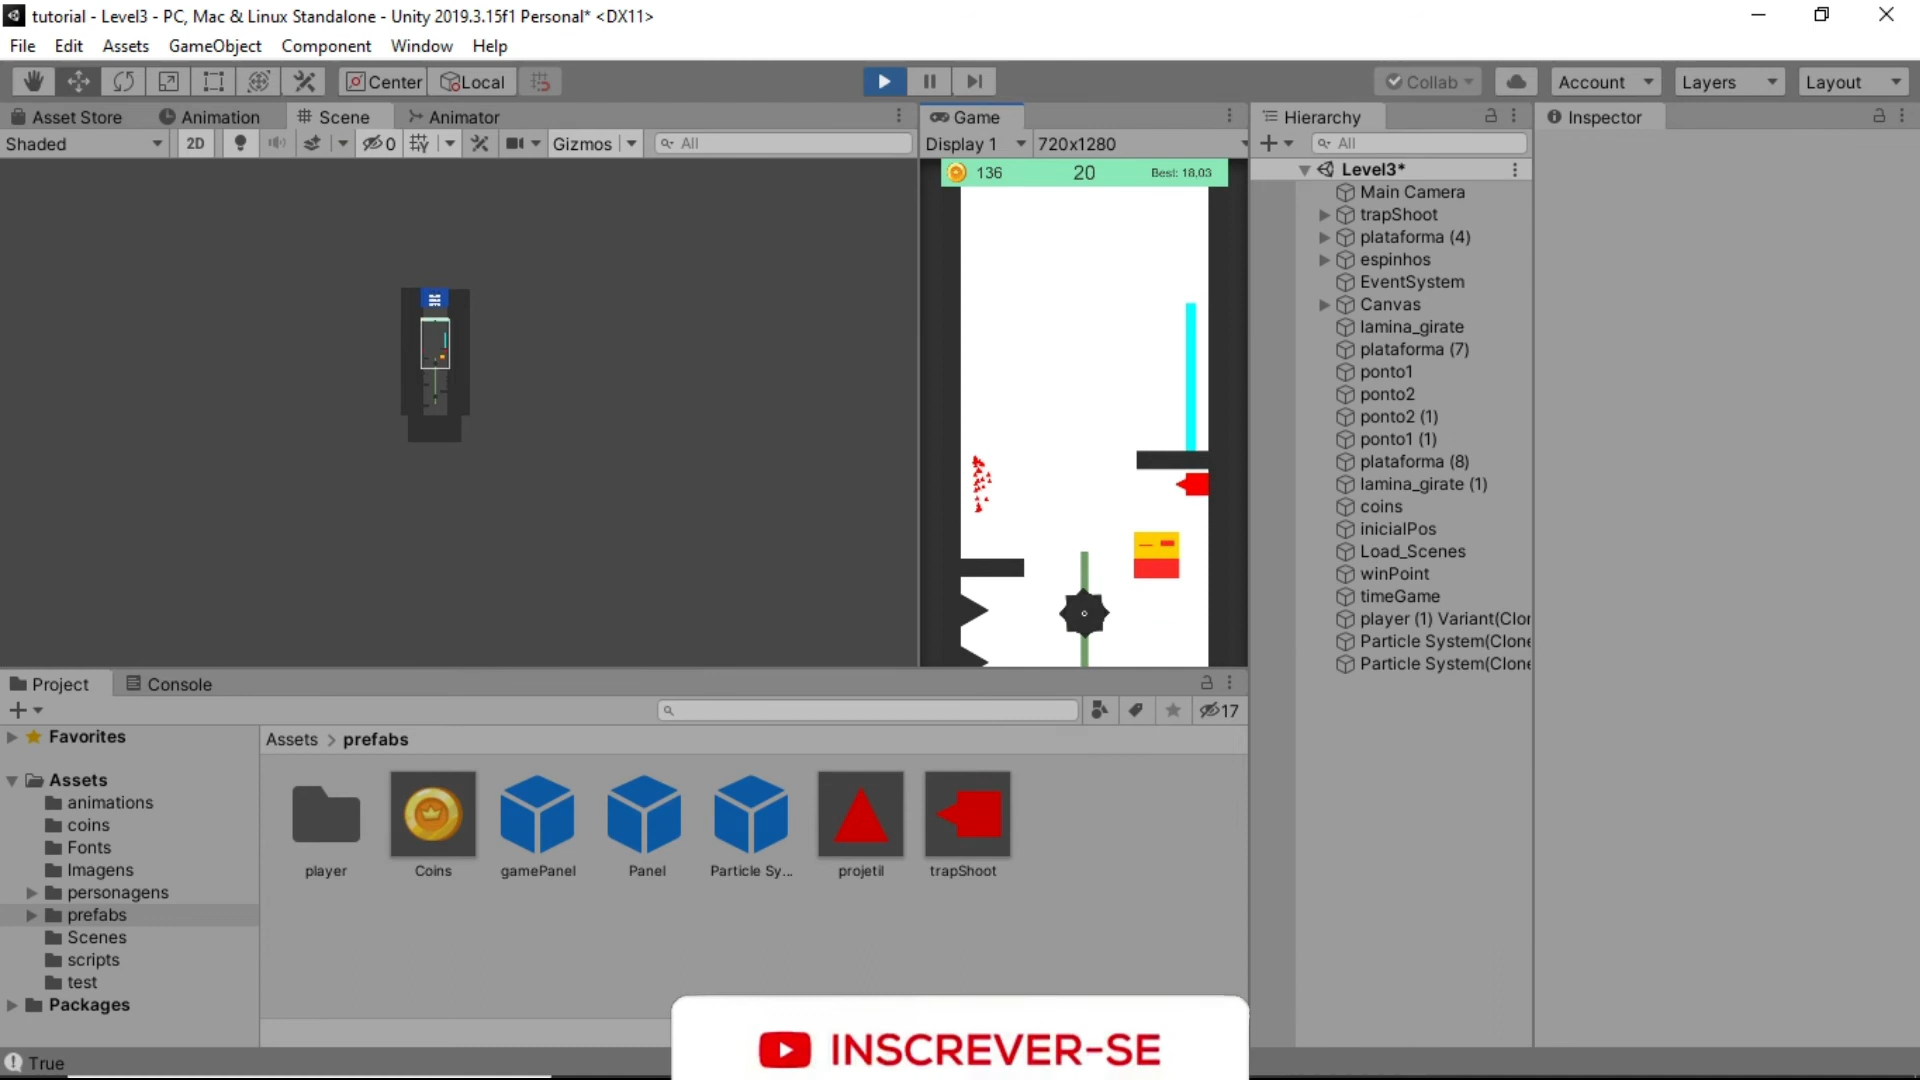 tutorial - Level3 - PC, Mac & Linux Standalone - Unity 2019.3.15f1 Personal* <DX11>
File Edit Assets GameObject Component Window Help
Center Local Collab Account Layers Layout
Asset Store Animation Scene Animator Game Hierarchy Inspector
Shaded 2D 0 Gizmos All Display 1 720x1280 All
136 20 Best: 18,03
Level3*
Main Camera
trapShoot
plataforma (4)
espinhos
EventSystem
Canvas
lamina_girate
plataforma (7)
ponto1
ponto2
ponto2 (1)
ponto1 (1)
plataforma (8)
lamina_girate (1)
coins
inicialPos
Load_Scenes
winPoint
timeGame
player (1) Variant(Clor
Particle System(Clone
Particle System(Clone
Project Console
17
Favorites
Assets > prefabs
Assets
animations
coins
Fonts
Imagens
personagens
prefabs
Scenes
scripts
test
Packages
player Coins gamePanel Panel Particle Sy... projetil trapShoot
INSCREVER-SE
True